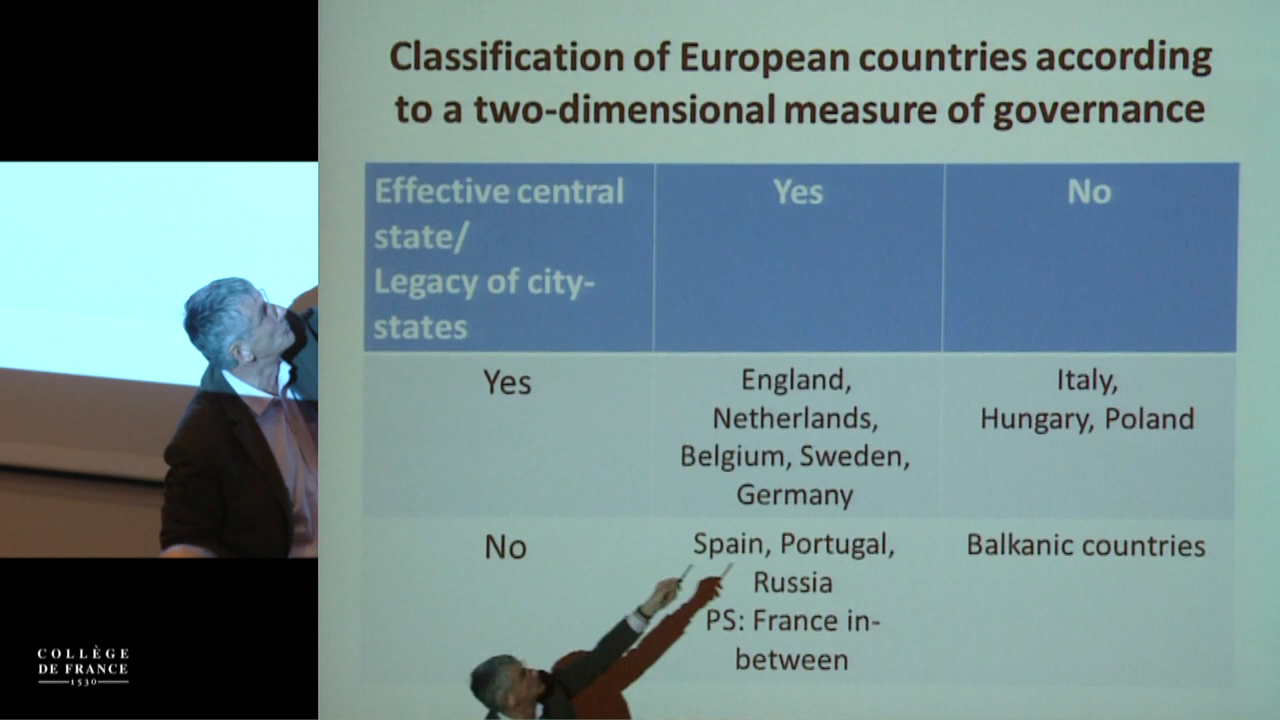 Classification of European countries according
to a two-dimensional measure of governance
Effective central
state/
Legacy of city-
states
Yes
No
Yes
England,
Netherlands,
Belgium, Sweden,
Germany
Italy,
Hungary, Poland
No
Spain, Portugal,
Russia
PS: France in-
between
Balkanic countries
COLLÈGE
DE FRANCE
1530